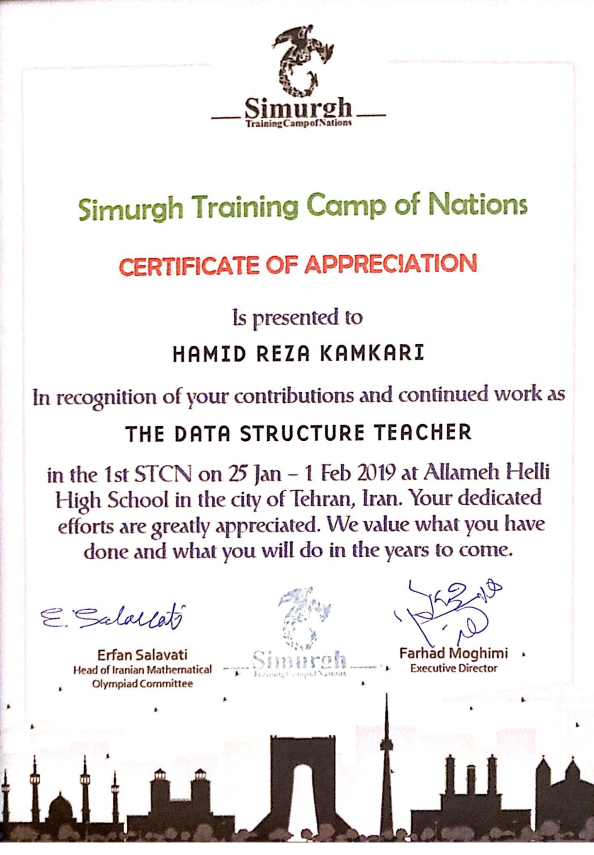 Simurgh
Training Camp of Nations
Simurgh Training Camp of Nations
CERTIFICATE OF APPRECIATION
Is presented to
HAMID REZA KAMKARI
In recognition of your contributions and continued work as
THE DATA STRUCTURE TEACHER
in the 1st STCN on 25 Jan – 1 Feb 2019 at Allameh Helli
High School in the city of Tehran, Iran. Your dedicated
efforts are greatly appreciated. We value what you have
done and what you will do in the years to come.
E. Salavati
Erfan Salavati
Head of Iranian Mathematical
Olympiad Committee
Simurgh
Training Camp of Nations
Farhad Moghimi
Executive Director